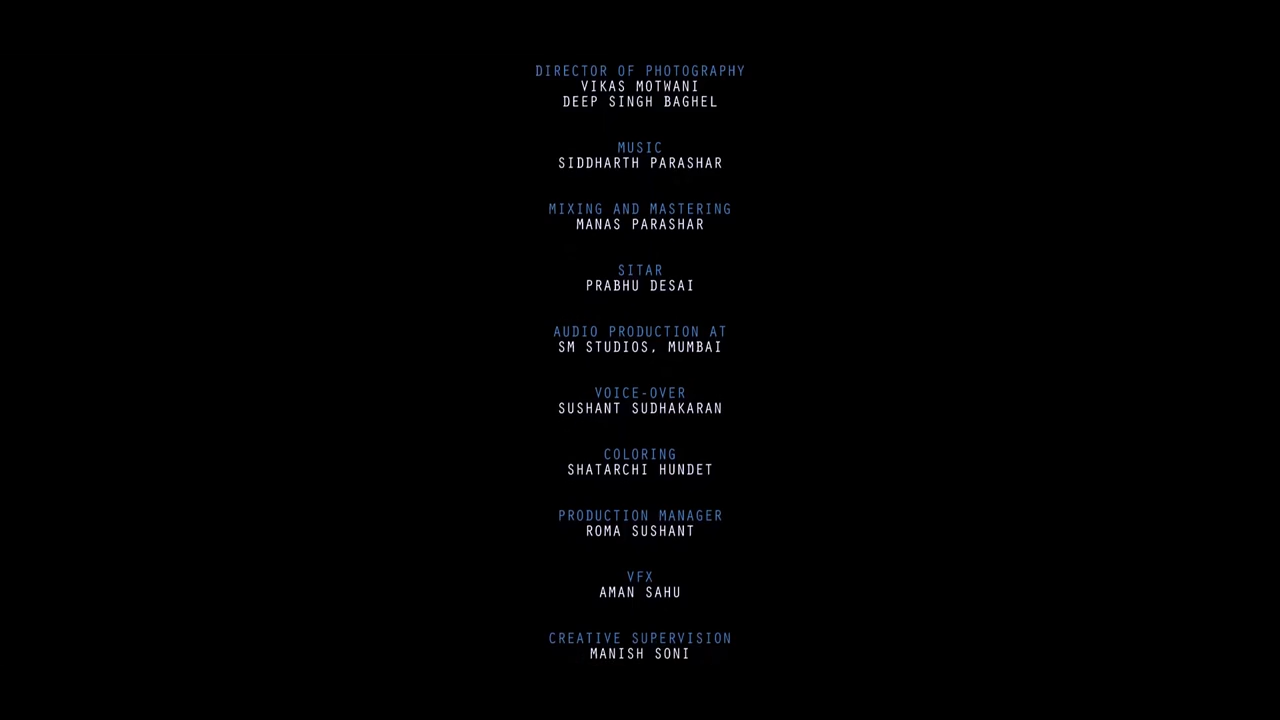 DIRECTOR OF PHOTOGRAPHY
VIKAS MOTWANI
DEEP SINGH BAGHEL
MUSIC
SIDDHARTH PARASHAR
MIXING AND MASTERING
MANAS PARASHAR
SITAR
PRABHU DESAI
AUDIO PRODUCTION AT
SM STUDIOS, MUMBAI
VOICE-OVER
SUSHANT SUDHAKARAN
COLORING
SHATARCHI HUNDET
PRODUCTION MANAGER
ROMA SUSHANT
VFX
AMAN SAHU
CREATIVE SUPERVISION
MANISH SONI